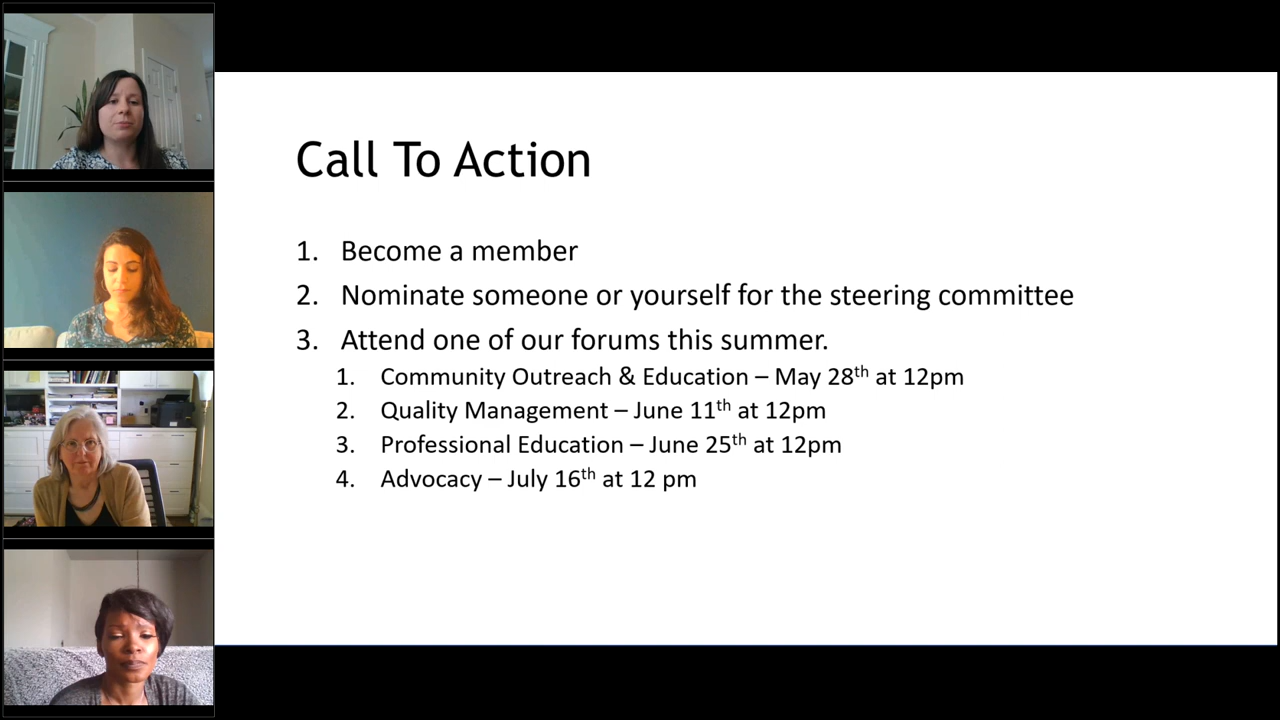 Call To Action
1. Become a member
2. Nominate someone or yourself for the steering committee
3. Attend one of our forums this summer.
1. Community Outreach & Education – May 28th at 12pm
2. Quality Management – June 11th at 12pm
3. Professional Education – June 25th at 12pm
4. Advocacy – July 16th at 12 pm